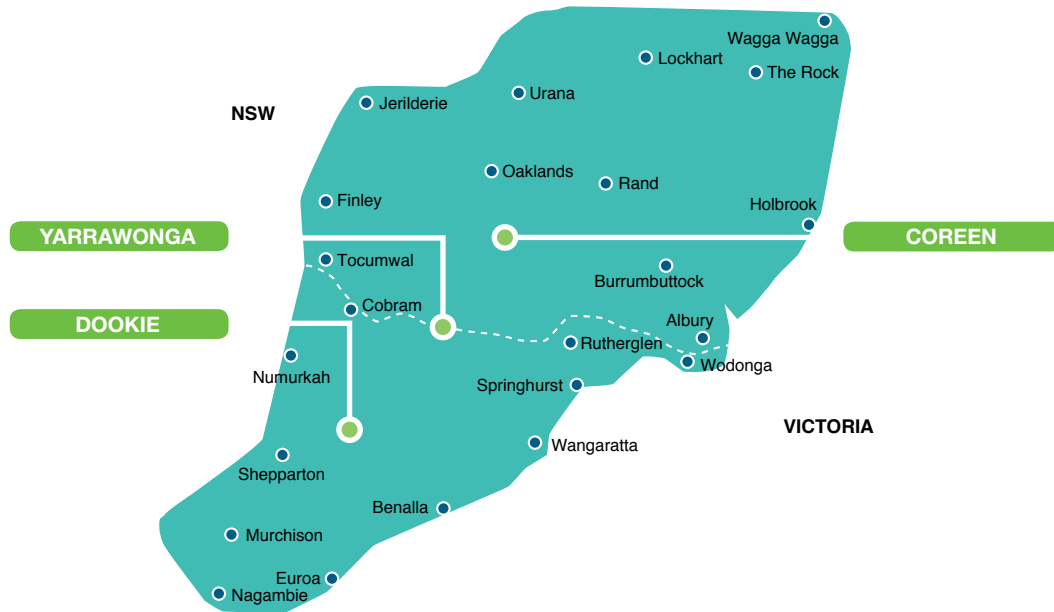 Wagga Wagga
Lockhart
The Rock
Urana
Jerilderie
NSW
Oaklands
Rand
Finley
Holbrook
YARRAWONGA
COREEN
Tocumwal
Burrumbuttock
Cobram
DOOKIE
Albury
Rutherglen
Wodonga
Numurkah
Springhurst
VICTORIA
Wangaratta
Shepparton
Benalla
Murchison
Euroa
Nagambie